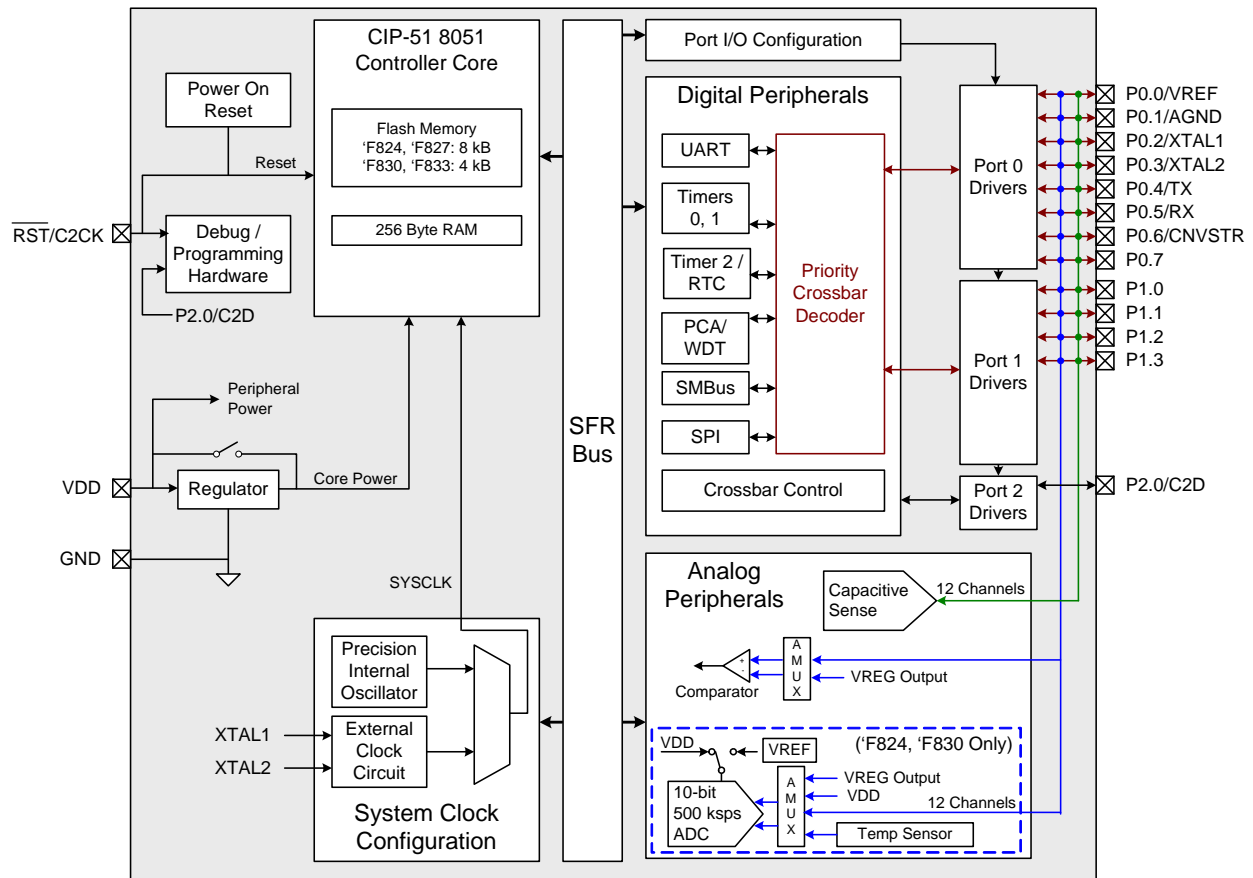 CIP-51 8051
Controller Core
Flash Memory
‘F824, ‘F827: 8 kB
‘F830, ‘F833: 4 kB
256 Byte RAM
Power On
Reset
Reset
RST/C2CK
Debug /
Programming
Hardware
P2.0/C2D
Peripheral
Power
VDD
Regulator
Core Power
GND
SYSCLK
Precision
Internal
Oscillator
XTAL1
XTAL2
External
Clock
Circuit
System Clock
Configuration
SFR
Bus
Port I/O Configuration
Digital Peripherals
UART
Timers
0, 1
Timer 2 /
RTC
PCA/
WDT
SMBus
SPI
Priority
Crossbar
Decoder
Crossbar Control
Port 0
Drivers
Port 1
Drivers
Port 2
Drivers
P0.0/VREF
P0.1/AGND
P0.2/XTAL1
P0.3/XTAL2
P0.4/TX
P0.5/RX
P0.6/CNVSTR
P0.7
P1.0
P1.1
P1.2
P1.3
P2.0/C2D
Analog
Peripherals
Capacitive
Sense
12 Channels
AMUX
+
-
Comparator
VREG Output
(‘F824, ‘F830 Only)
VDD
VREF
10-bit
500 ksps
ADC
AMUX
VREG Output
VDD
12 Channels
Temp Sensor